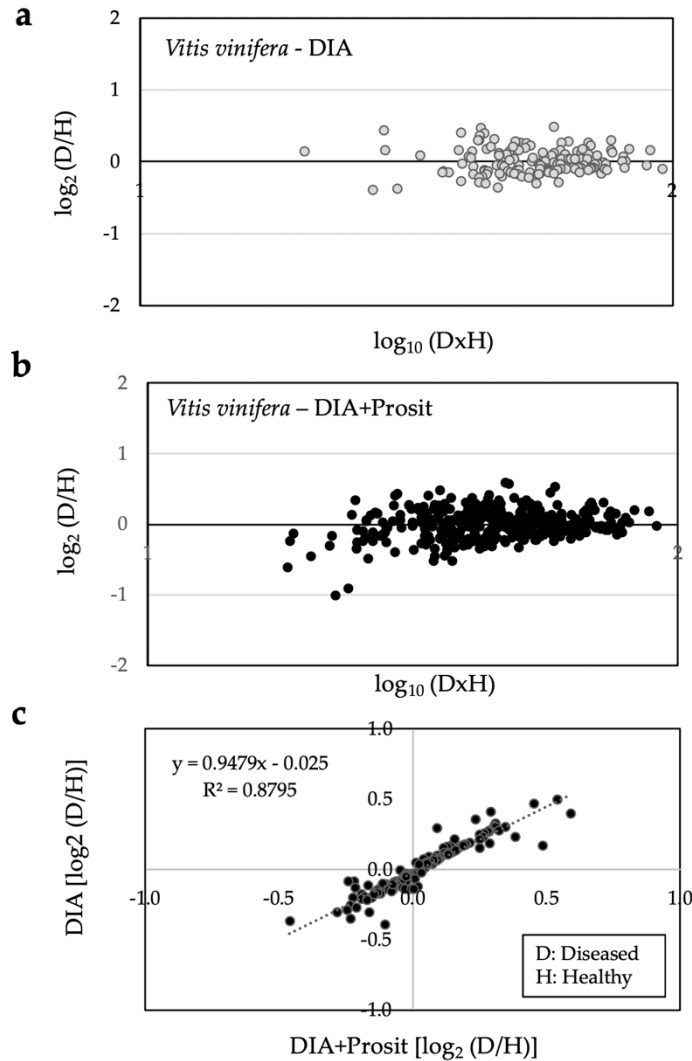 a
2
Vitis vinifera - DIA
1
log₂ (D/H)
0
1
2
-1
-2
log₁₀ (DxH)
b
2
Vitis vinifera – DIA+Prosit
1
log₂ (D/H)
0
1
2
-1
-2
log₁₀ (DxH)
c
1.0
y = 0.9479x - 0.025
R² = 0.8795
0.5
DIA [log2 (D/H)]
0.0
-1.0
-0.5
0.0
0.5
1.0
-0.5
D: Diseased
H: Healthy
-1.0
DIA+Prosit [log₂ (D/H)]